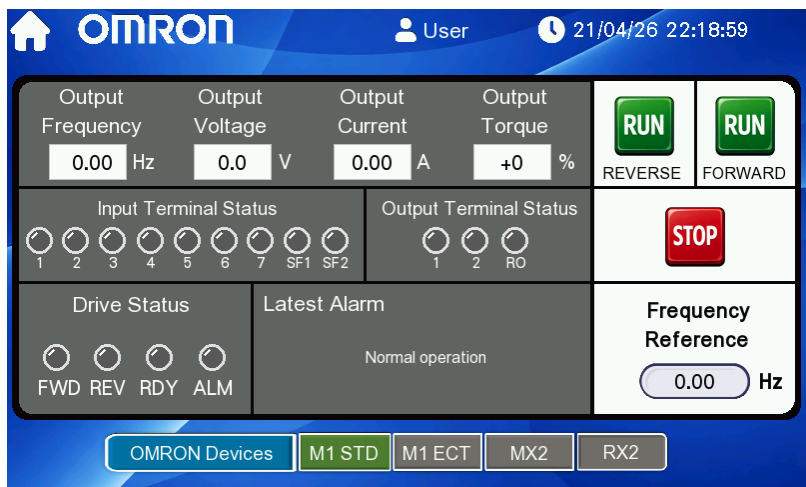 OMRON
User
21/04/26 22:18:59
Output Frequency
0.00 Hz
Output Voltage
0.0 V
Output Current
0.00 A
Output Torque
+0 %
RUN
REVERSE
RUN
FORWARD
Input Terminal Status
1 2 3 4 5 6 7 SF1 SF2
Output Terminal Status
1 2 RO
STOP
Drive Status
FWD REV RDY ALM
Latest Alarm
Normal operation
Frequency
Reference
0.00 Hz
OMRON Devices
M1 STD
M1 ECT
MX2
RX2